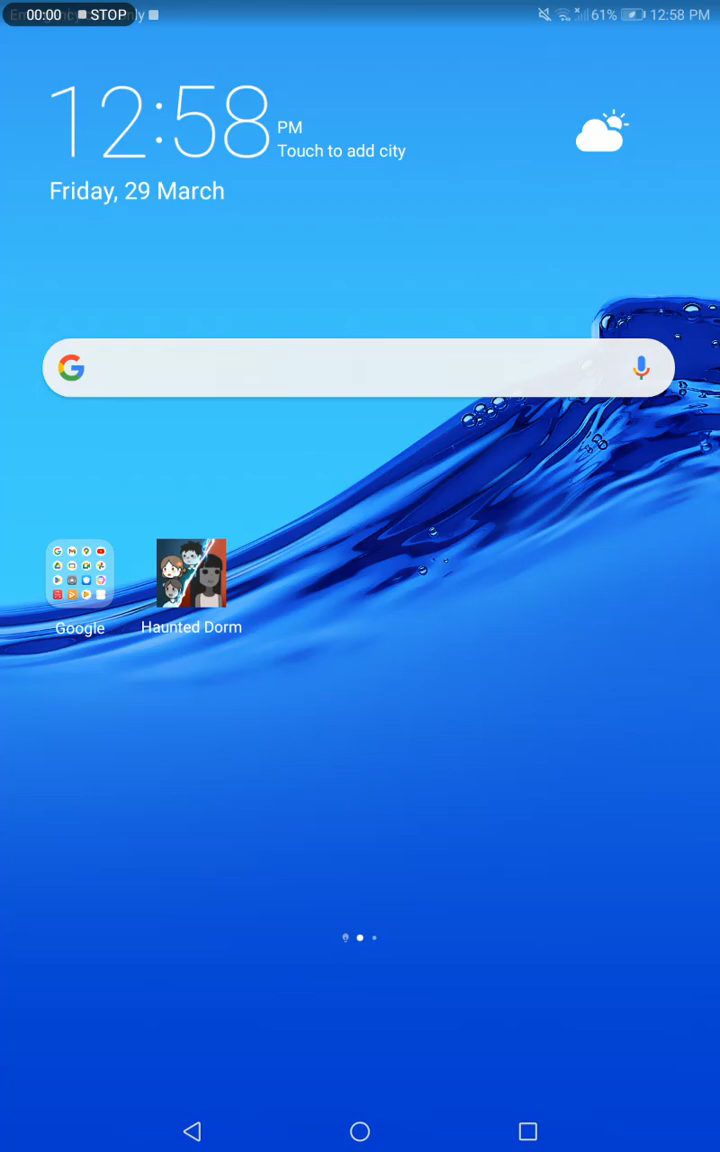 00:00 STOP
61% 12:58 PM
12:58 PM
Touch to add city
Friday, 29 March
Google
Haunted Dorm